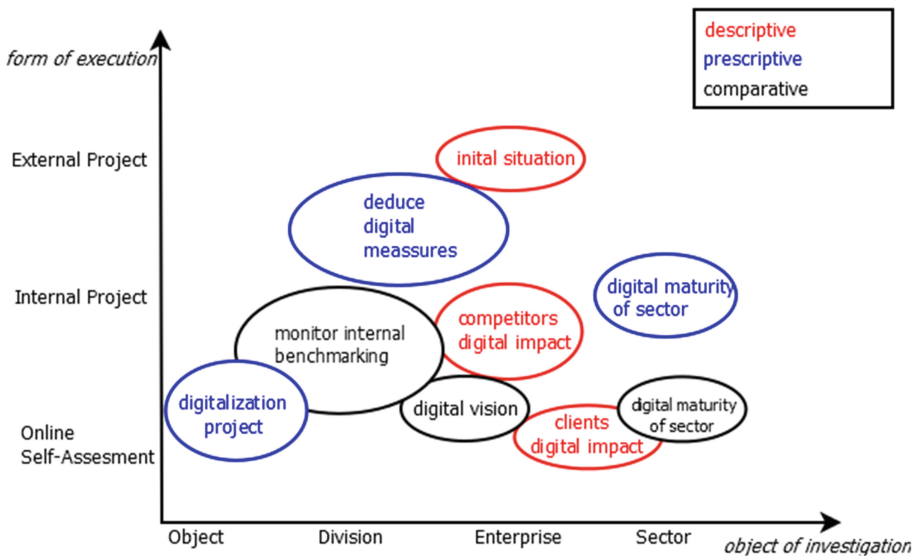 descriptive
prescriptive
comparative
form of execution
External Project
inital situation
deduce
digital
meassures
Internal Project
digital maturity
of sector
competitors
digital impact
monitor internal
benchmarking
digitalization
project
digital vision
clients
digital impact
digital maturity
of sector
Online
Self-Assesment
Object
Division
Enterprise
Sector
object of investigation